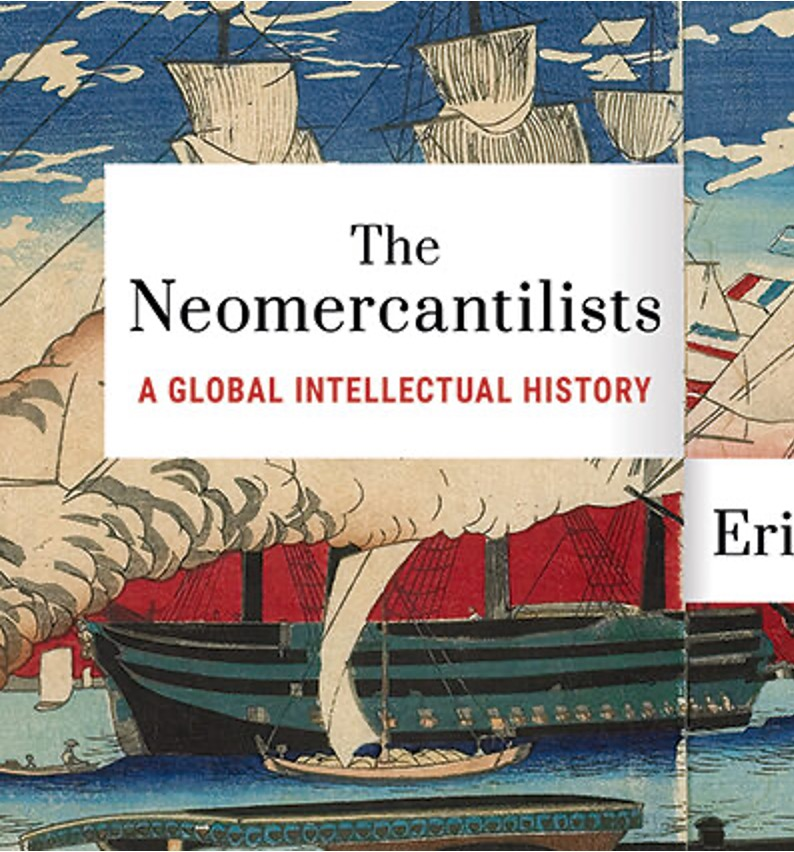 The
Neomercantilists
A GLOBAL INTELLECTUAL HISTORY
Eri